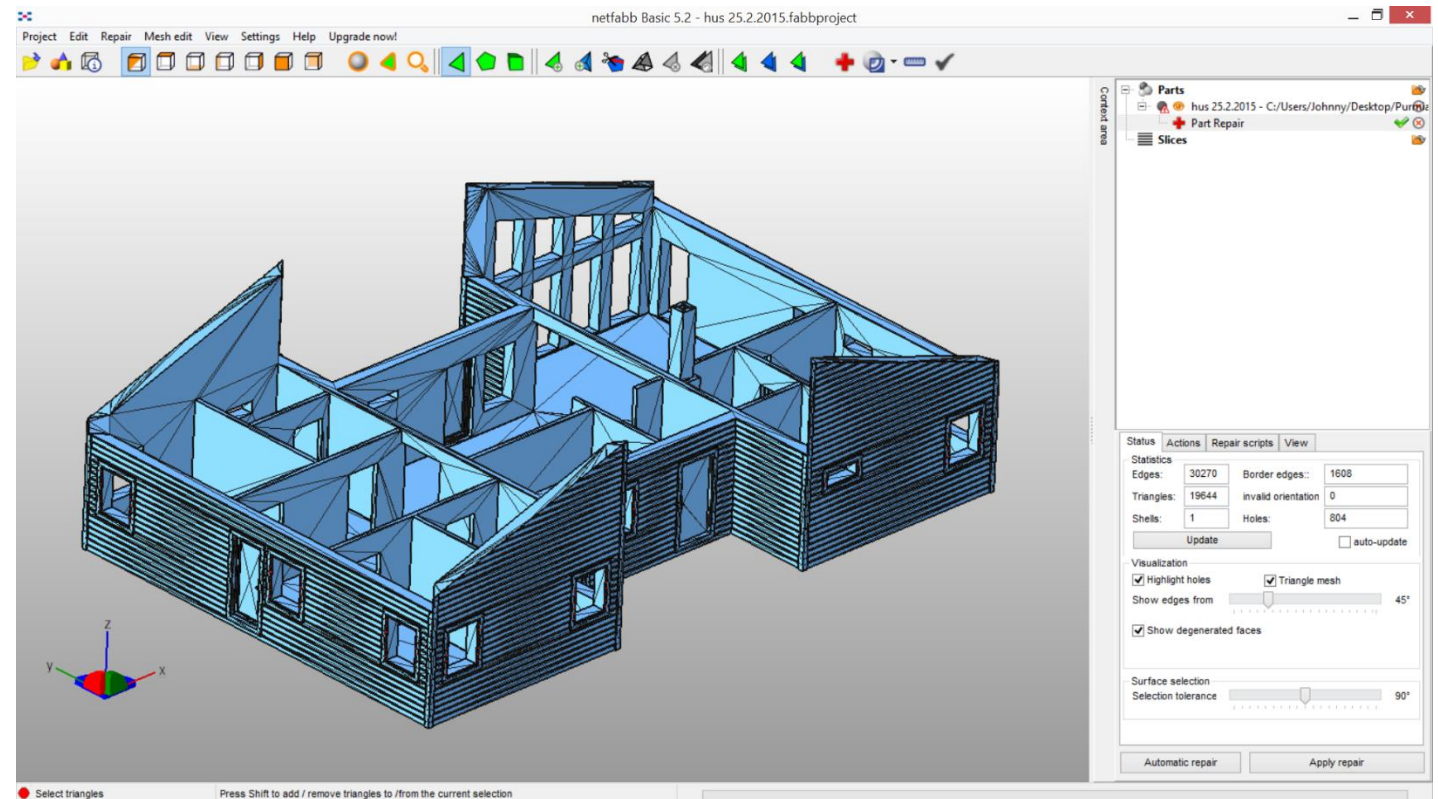 netfabb Basic 5.2 - hus 25.2.2015.fabbproject
Project Edit Repair Mesh edit View Settings Help Upgrade now!
Context area
Parts
hus 25.2.2015 - C:/Users/Johnny/Desktop/
Part Repair
Slices
Status Actions Repair scripts View
Statistics
Edges: 30270 Border edges:: 1608
Triangles: 19644 invalid orientation 0
Shells: 1 Holes: 804
Update auto-update
Visualization
Highlight holes Triangle mesh
Show edges from 45°
Show degenerated faces
Surface selection
Selection tolerance 90°
Automatic repair Apply repair
z
y x
Select triangles Press Shift to add / remove triangles to /from the current selection